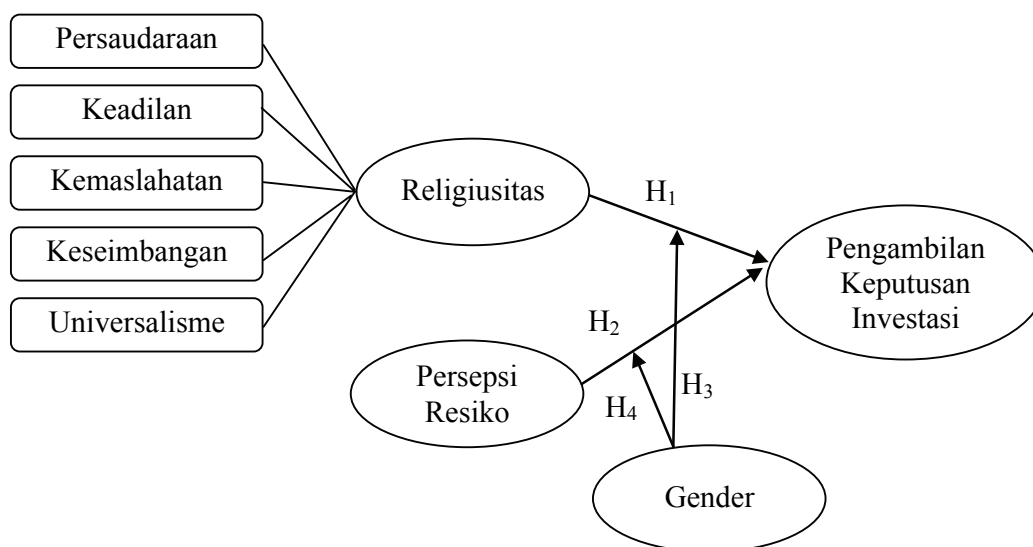 Persaudaraan
Keadilan
Kemaslahatan
Keseimbangan
Universalisme
Religiusitas
H₁
Pengambilan
Keputusan
Investasi
H₂
Persepsi
Resiko
H₃
H₄
Gender